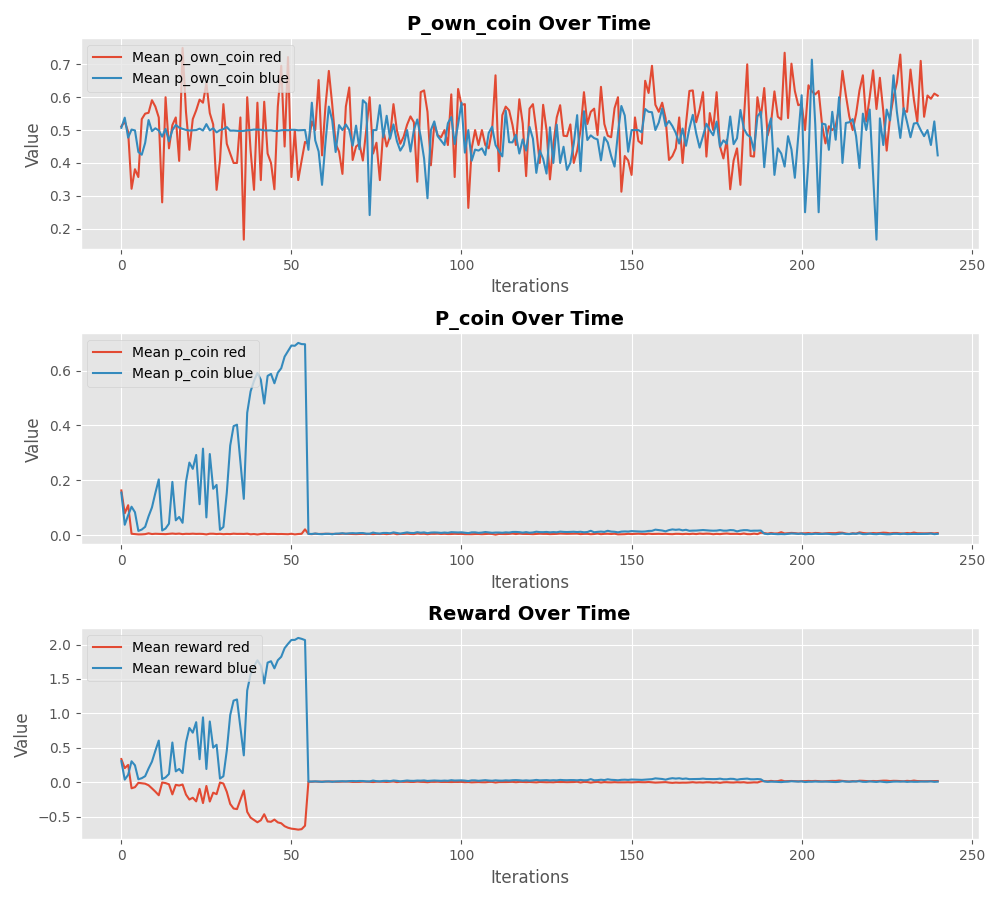 P_own_coin Over Time
Mean p_own_coin red
Mean p_own_coin blue
Value
0.7
0.6
0.5
0.4
0.3
0.2
0 50 100 150 200 250
Iterations
P_coin Over Time
Mean p_coin red
Mean p_coin blue
Value
0.6
0.4
0.2
0.0
0 50 100 150 200 250
Iterations
Reward Over Time
Mean reward red
Mean reward blue
Value
2.0
1.5
1.0
0.5
0.0
−0.5
0 50 100 150 200 250
Iterations